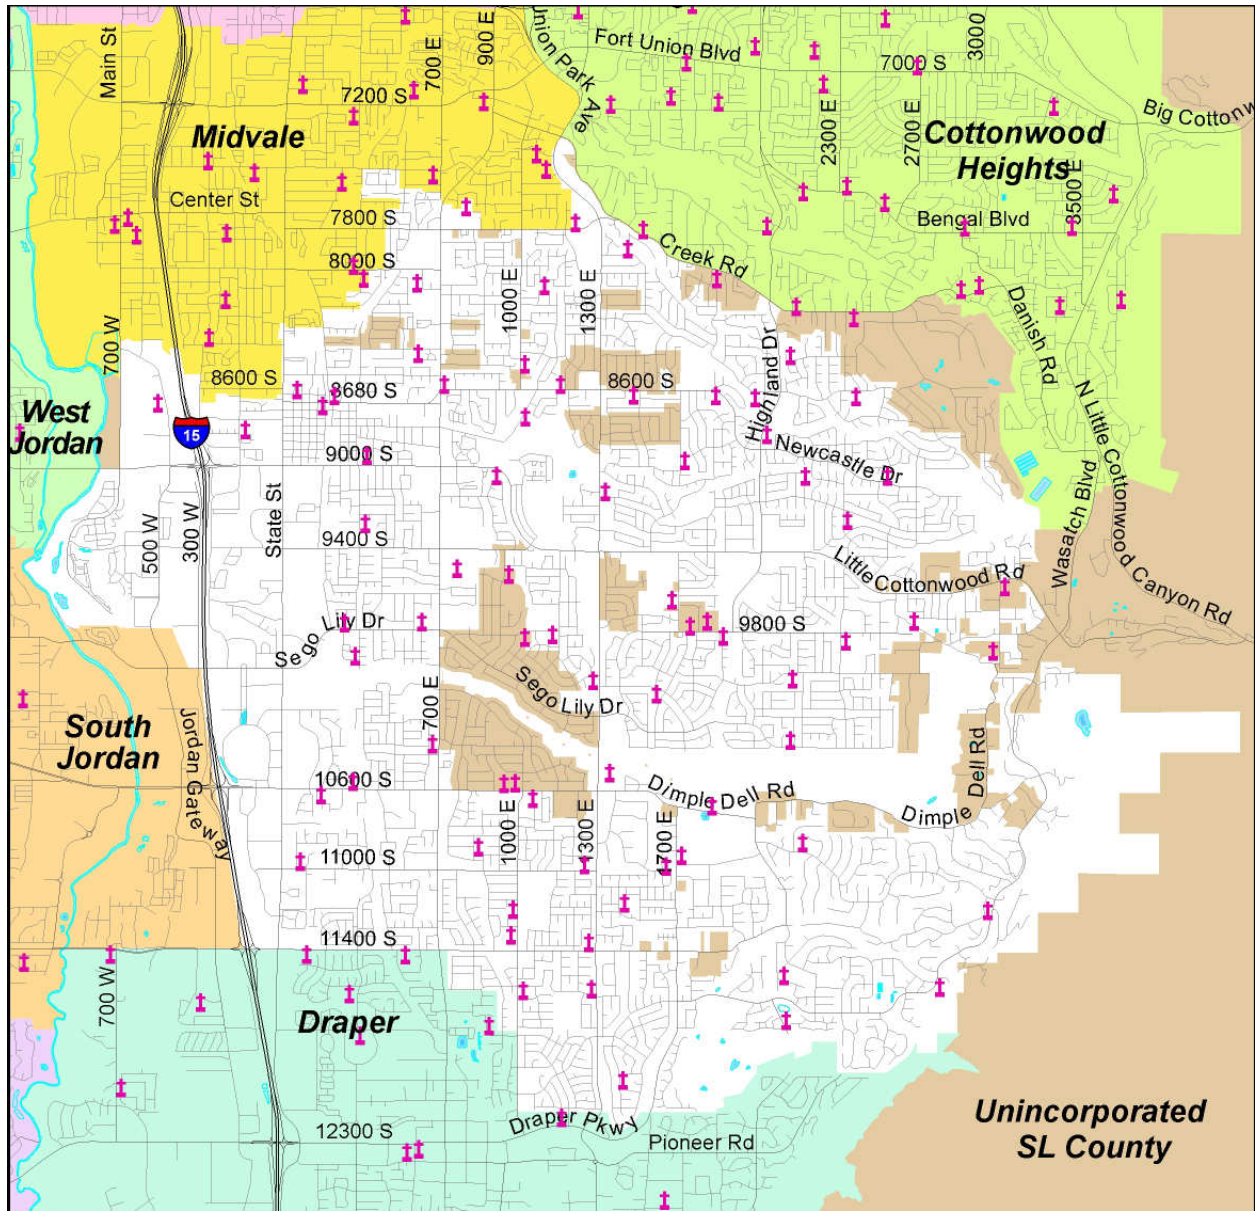 Main St
700 E
900 E
Union Park Ave
Fort Union Blvd
3000
7000 S
7200 S
Midvale
2300 E
2700 E
Cottonwood
Heights
Big Cottonw
Center St
7800 S
Bengal Blvd
3500 E
Creek Rd
8000 S
1000 E
1300 E
Danish Rd
700 W
8600 S
8680 S
8600 S
Highland Dr
N Little Cottonwood Canyon Rd
West
Jordan
15
9000 S
Newcastle Dr
State St
500 W
300 W
9400 S
Wasatch Blvd
Little Cottonwood Rd
Sego Lily Dr
9800 S
Sego Lily Dr
700 E
South
Jordan
Jordan Gateway
10600 S
Dimple Dell Rd
Dimple Dell Rd
1000 E
1300 E
1700 E
11000 S
11400 S
700 W
Draper
Draper Pkwy
12300 S
Pioneer Rd
Unincorporated
SL County